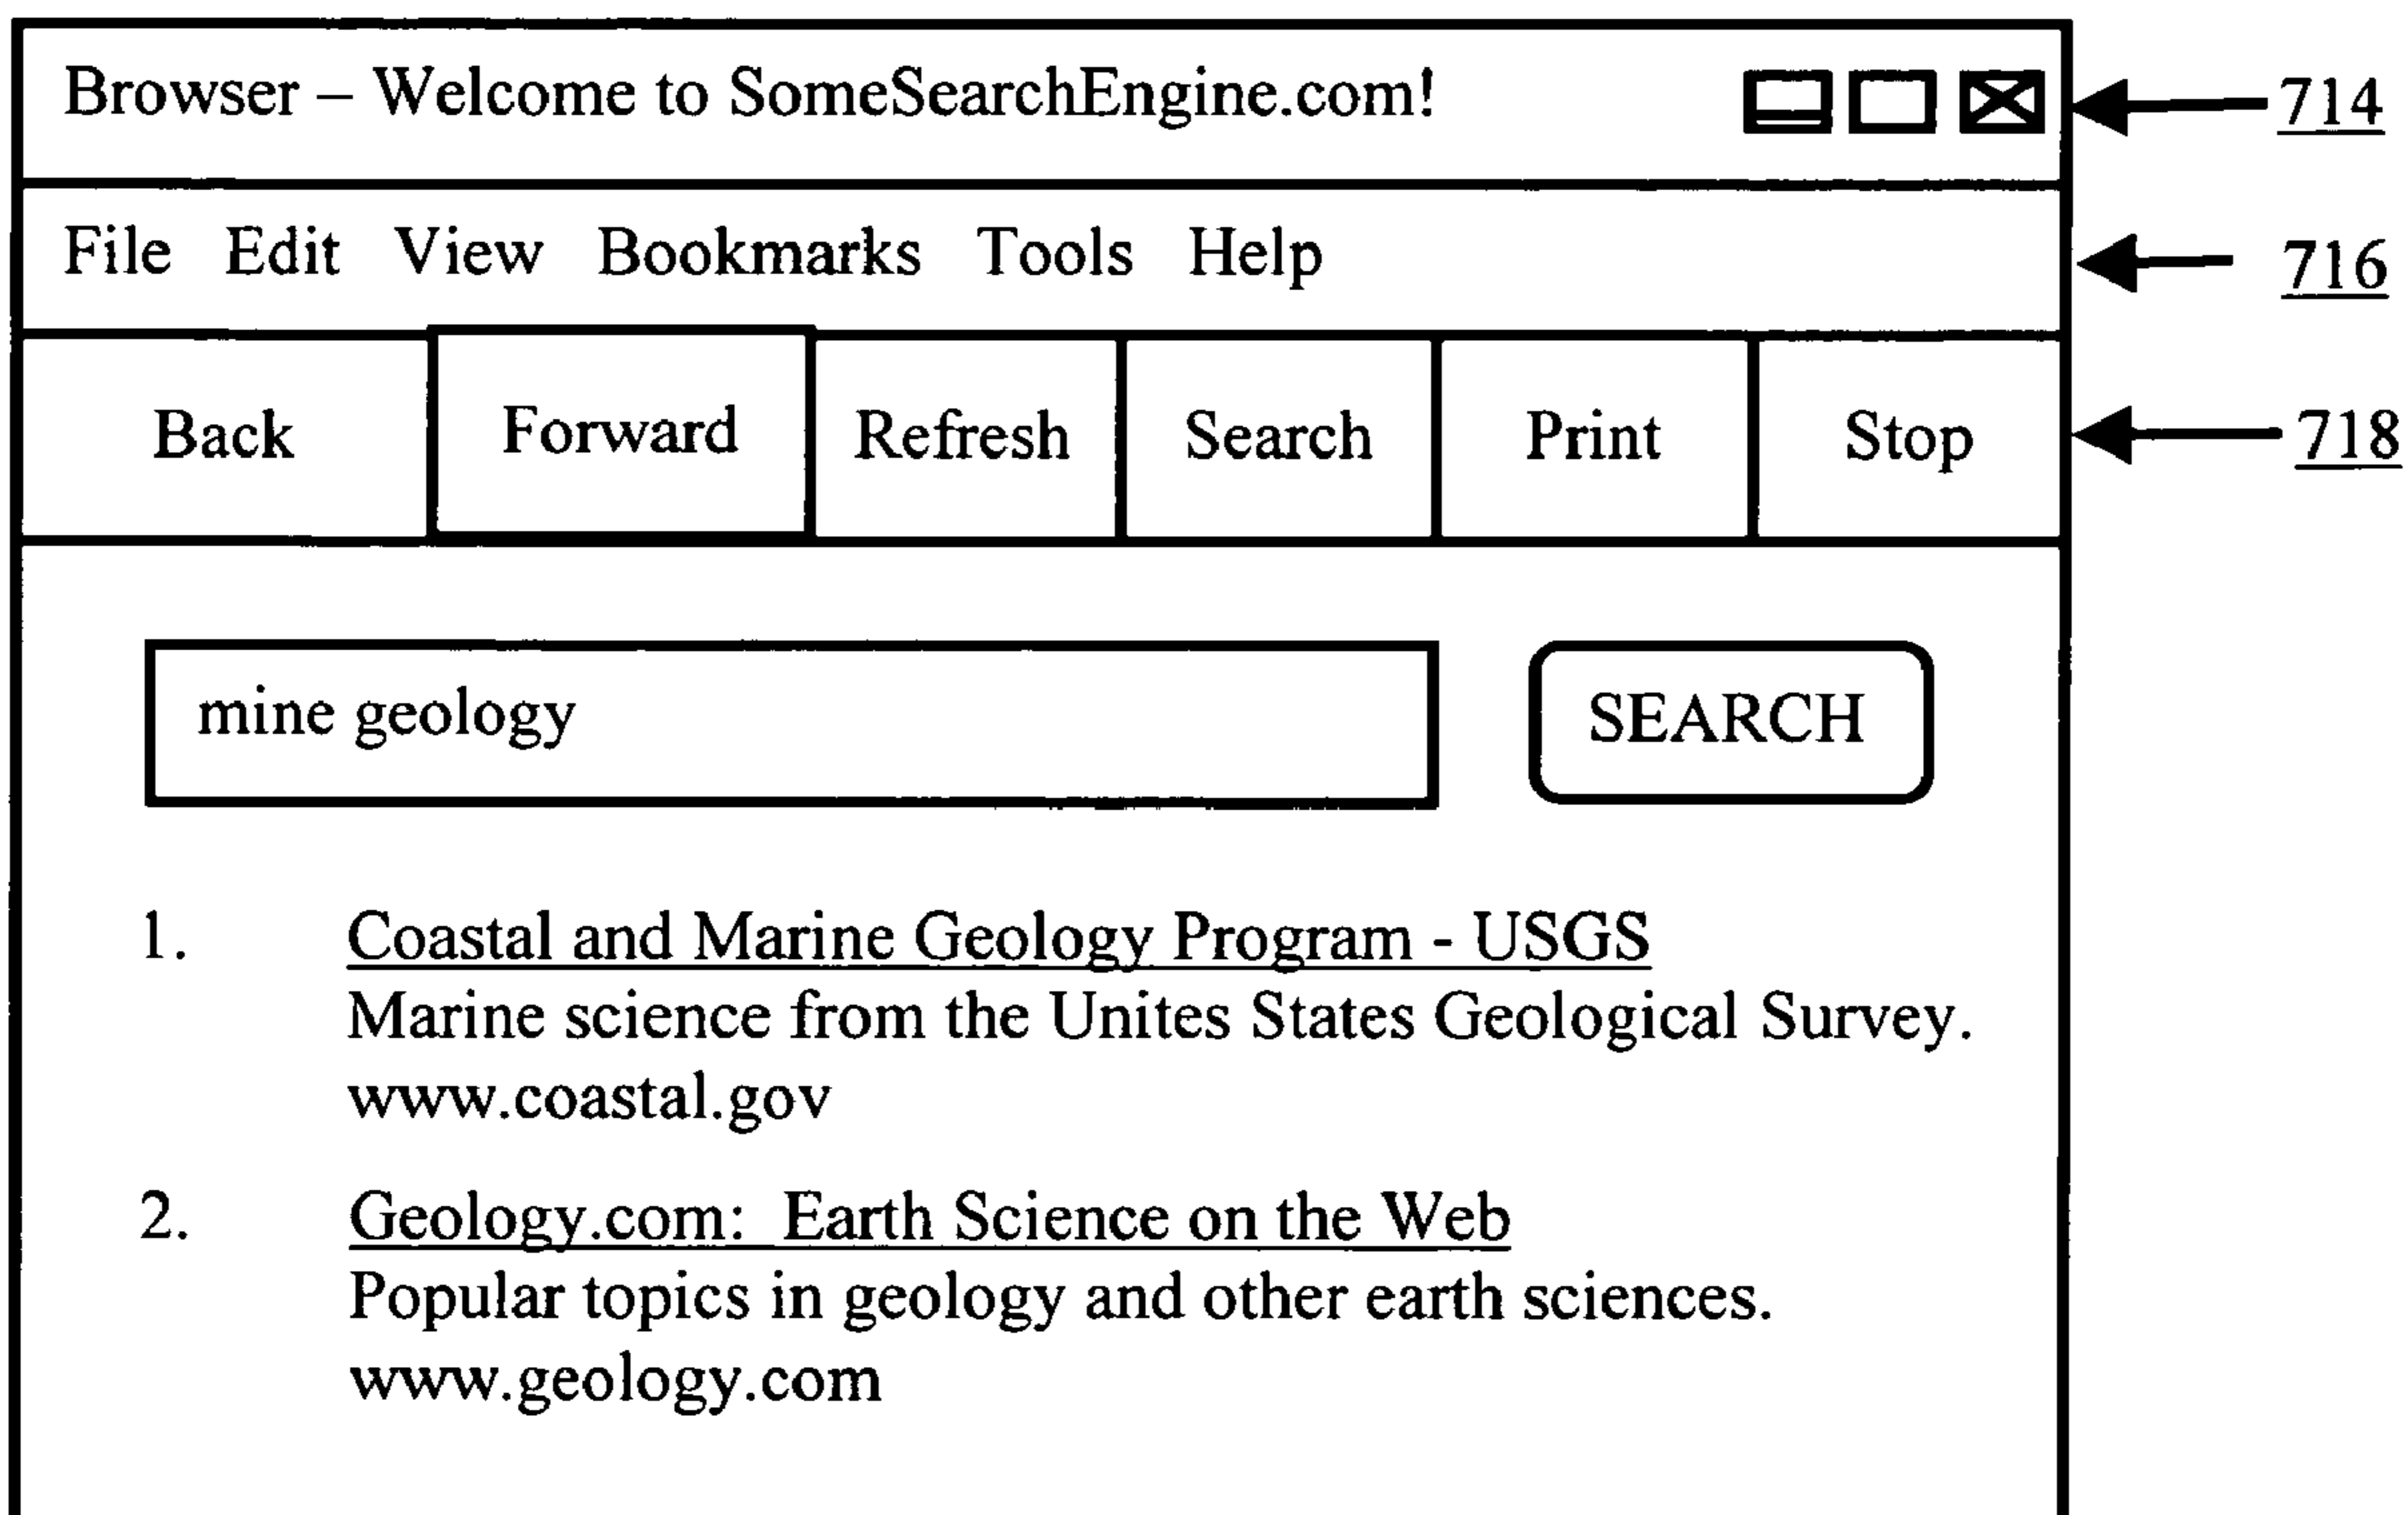 Browser – Welcome to SomeSearchEngine.com! 714
File Edit View Bookmarks Tools Help 716
Back Forward Refresh Search Print Stop 718
mine geology SEARCH
1. Coastal and Marine Geology Program - USGS
Marine science from the Unites States Geological Survey.
www.coastal.gov
2. Geology.com: Earth Science on the Web
Popular topics in geology and other earth sciences.
www.geology.com